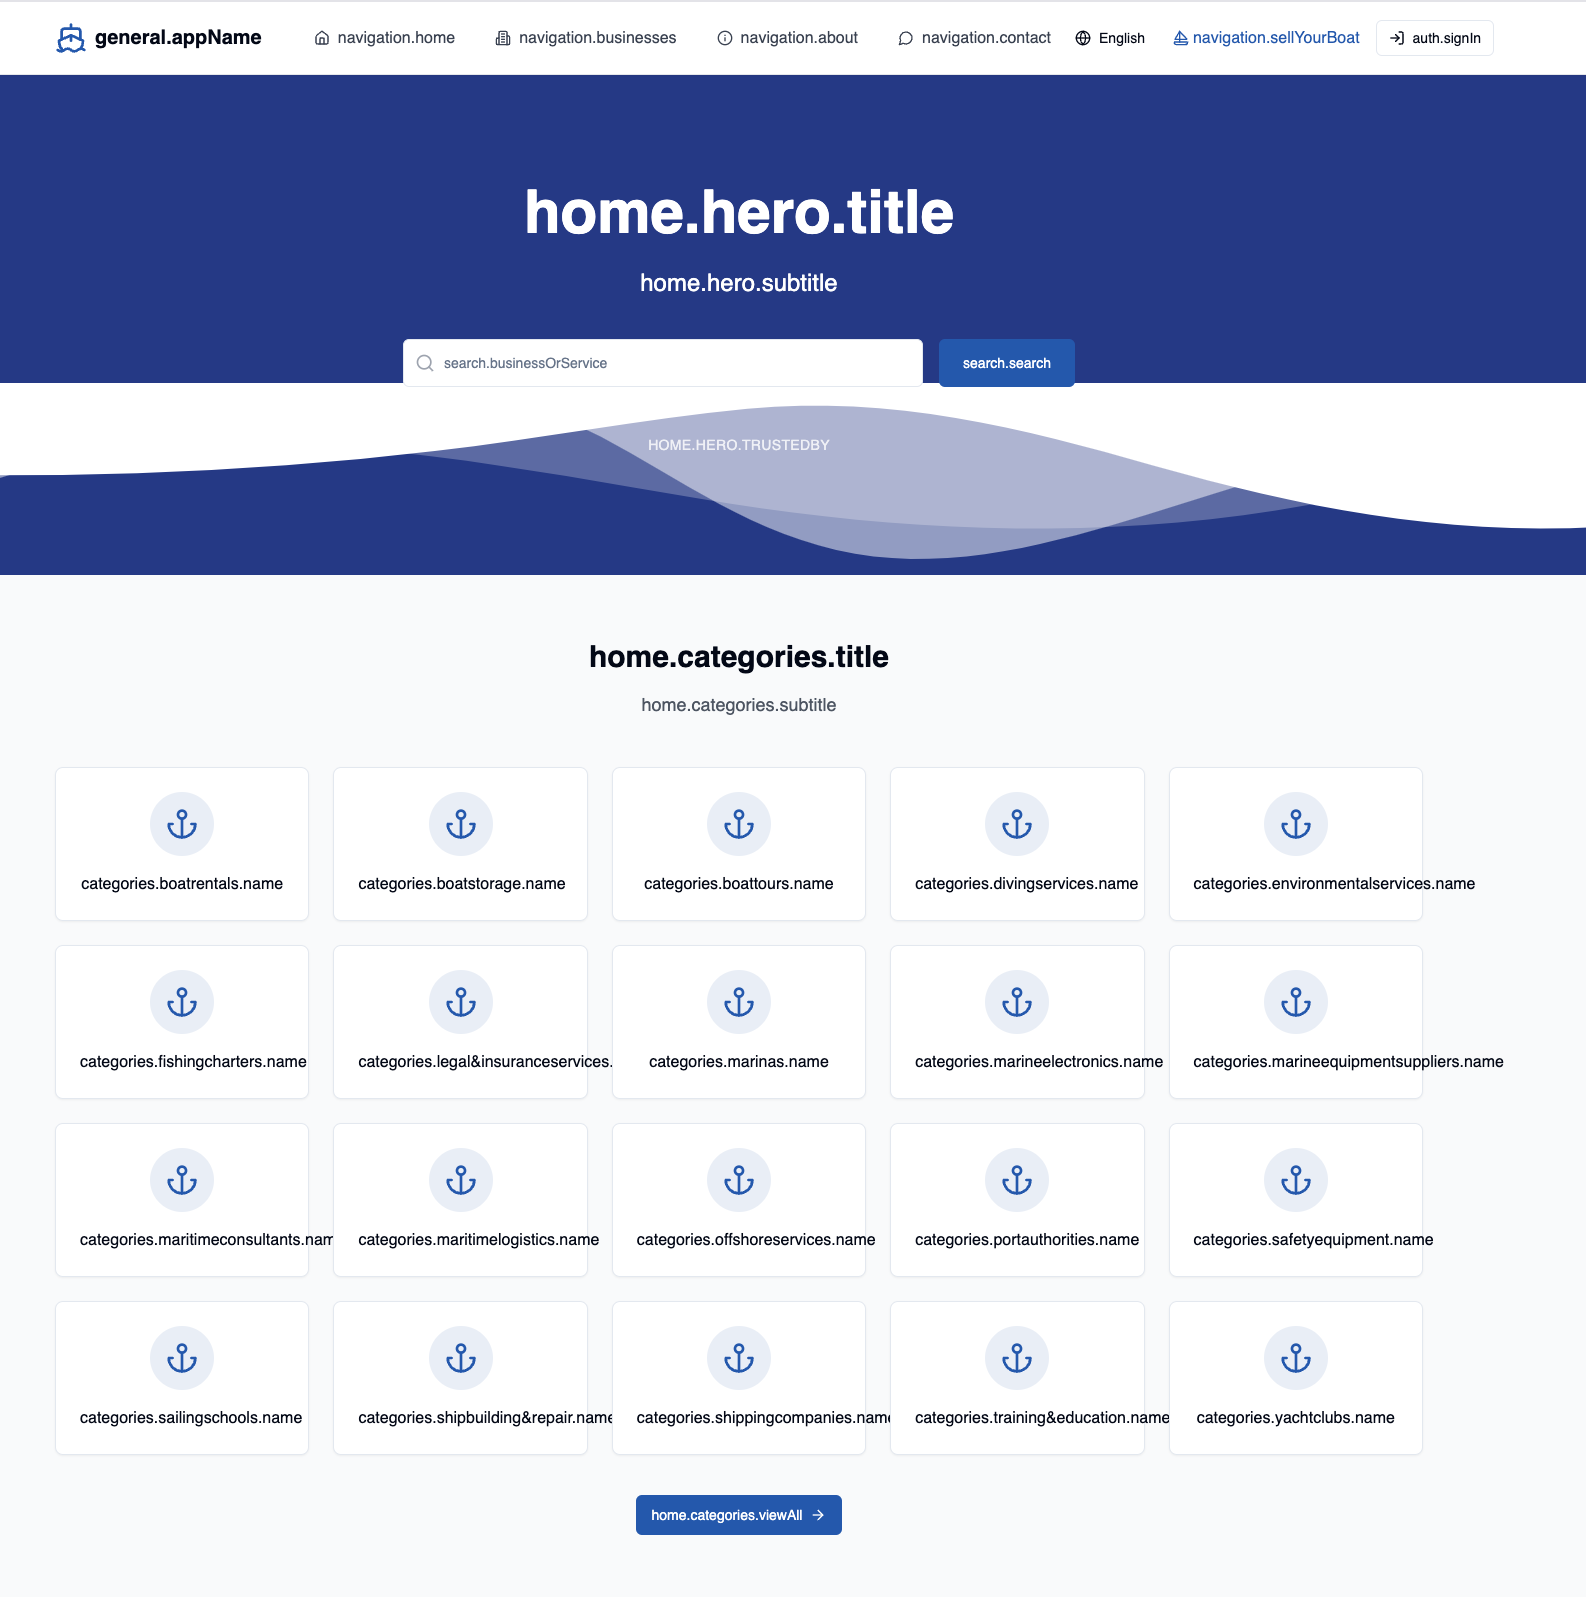 general.appName
navigation.home
navigation.businesses
navigation.about
navigation.contact
English
navigation.sellYourBoat
auth.signIn
home.hero.title
home.hero.subtitle
search.businessOrService
search.search
HOME.HERO.TRUSTEDBY
home.categories.title
home.categories.subtitle
categories.boatrentals.name
categories.boatstorage.name
categories.boattours.name
categories.divingservices.name
categories.environmentalservices.name
categories.fishingcharters.name
categories.legal&insuranceservices.
categories.marinas.name
categories.marineelectronics.name
categories.marineequipmentsuppliers.name
categories.maritimeconsultants.nam
categories.maritimelogistics.name
categories.offshoreservices.name
categories.portauthorities.name
categories.safetyequipment.name
categories.sailingschools.name
categories.shipbuilding&repair.name
categories.shippingcompanies.name
categories.training&education.name
categories.yachtclubs.name
home.categories.viewAll